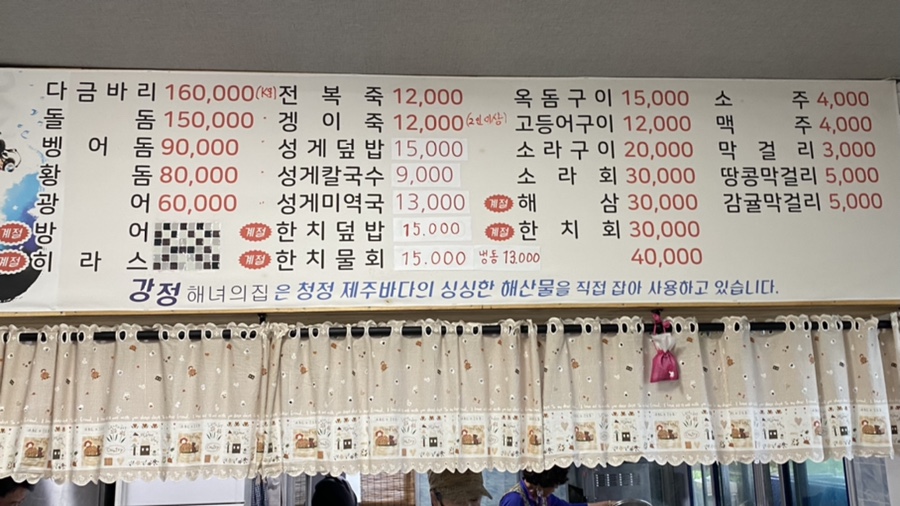 다금바리 160,000(kg) 전복죽 12,000 옥돔구이 15,000 소주 4,000
돌돔 150,000 겡이죽 12,000(2인이상) 고등어구이 12,000 맥주 4,000
벵어돔 90,000 성게덮밥 15,000 소라구이 20,000 막걸리 3,000
황돔 80,000 성게칼국수 9,000 소라회 30,000 땅콩막걸리 5,000
광어 60,000 성게미역국 13,000 계절 해삼 30,000 감귤막걸리 5,000
계절 방어 계절 한치덮밥 15.000 계절 한치회 30,000
계절 히라스 계절 한치물회 15.000 냉동 13.000 40,000
강정 해녀의집은 청정 제주바다의 싱싱한 해산물을 직접 잡아 사용하고 있습니다.